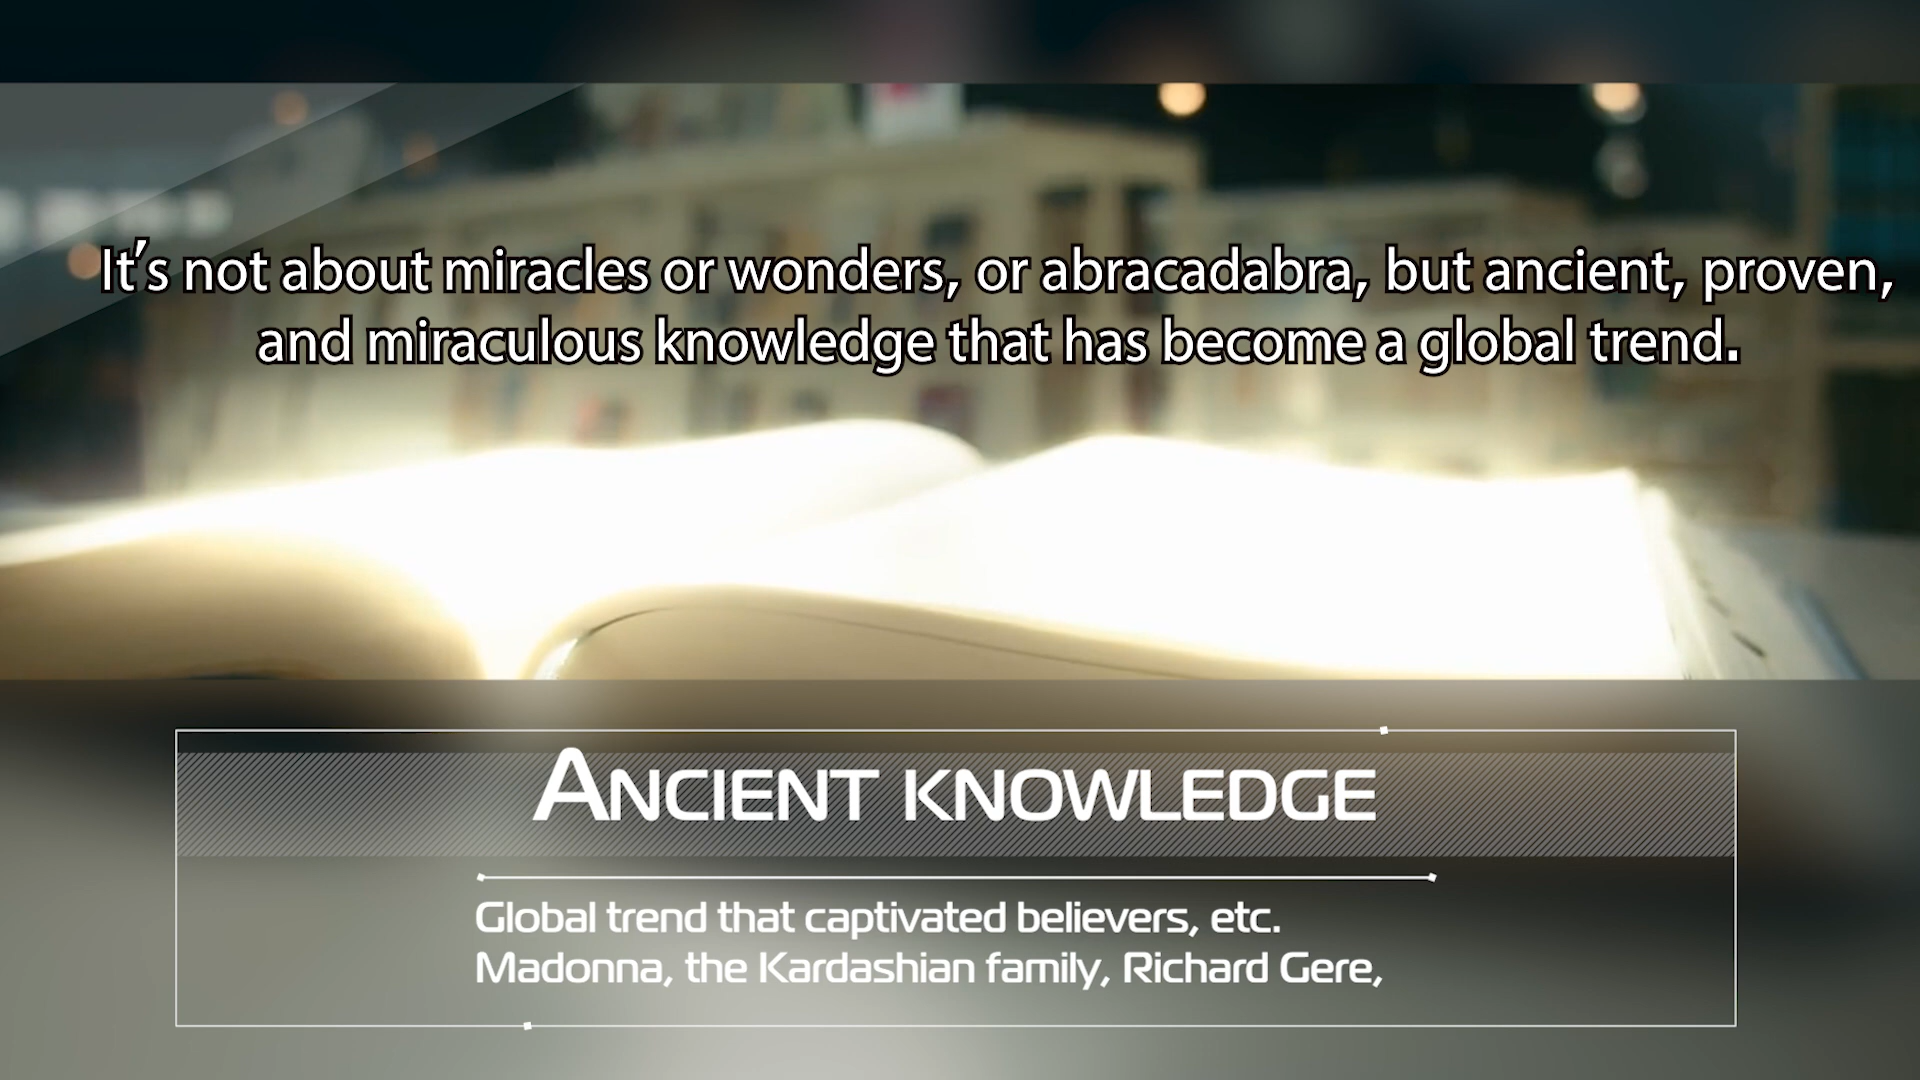 It's not about miracles or wonders, or abracadabra, but ancient, proven,
and miraculous knowledge that has become a global trend.
Ancient knowledge
Global trend that captivated believers, etc.
Madonna, the Kardashian family, Richard Gere,